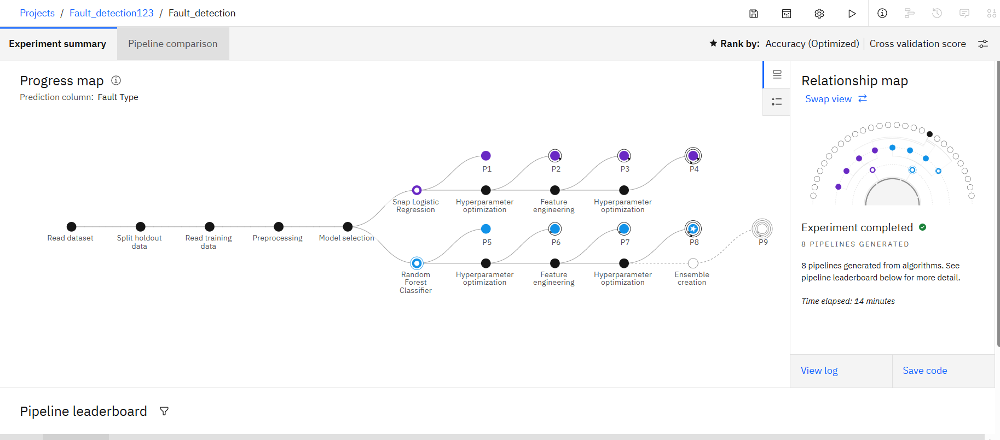 Projects / Fault_detection123 / Fault_detection
Experiment summary
Pipeline comparison
Rank by: Accuracy (Optimized) | Cross validation score
Progress map
Prediction column: Fault Type
P1
P2
P3
P4
Snap Logistic
Regression
Hyperparameter
optimization
Feature
engineering
Hyperparameter
optimization
Read dataset
Split holdout
data
Read training
data
Preprocessing
Model selection
P5
P6
P7
P8
P9
Random
Forest
Classifier
Hyperparameter
optimization
Feature
engineering
Hyperparameter
optimization
Ensemble
creation
Relationship map
Swap view
Experiment completed
8 PIPELINES GENERATED
8 pipelines generated from algorithms. See
pipeline leaderboard below for more detail.
Time elapsed: 14 minutes
View log
Save code
Pipeline leaderboard